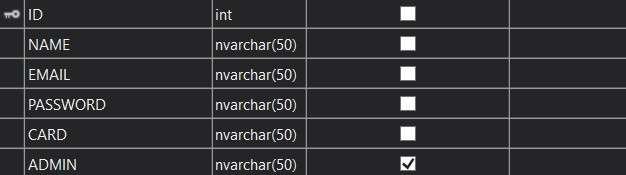 ID int
NAME nvarchar(50)
EMAIL nvarchar(50)
PASSWORD nvarchar(50)
CARD nvarchar(50)
ADMIN nvarchar(50)